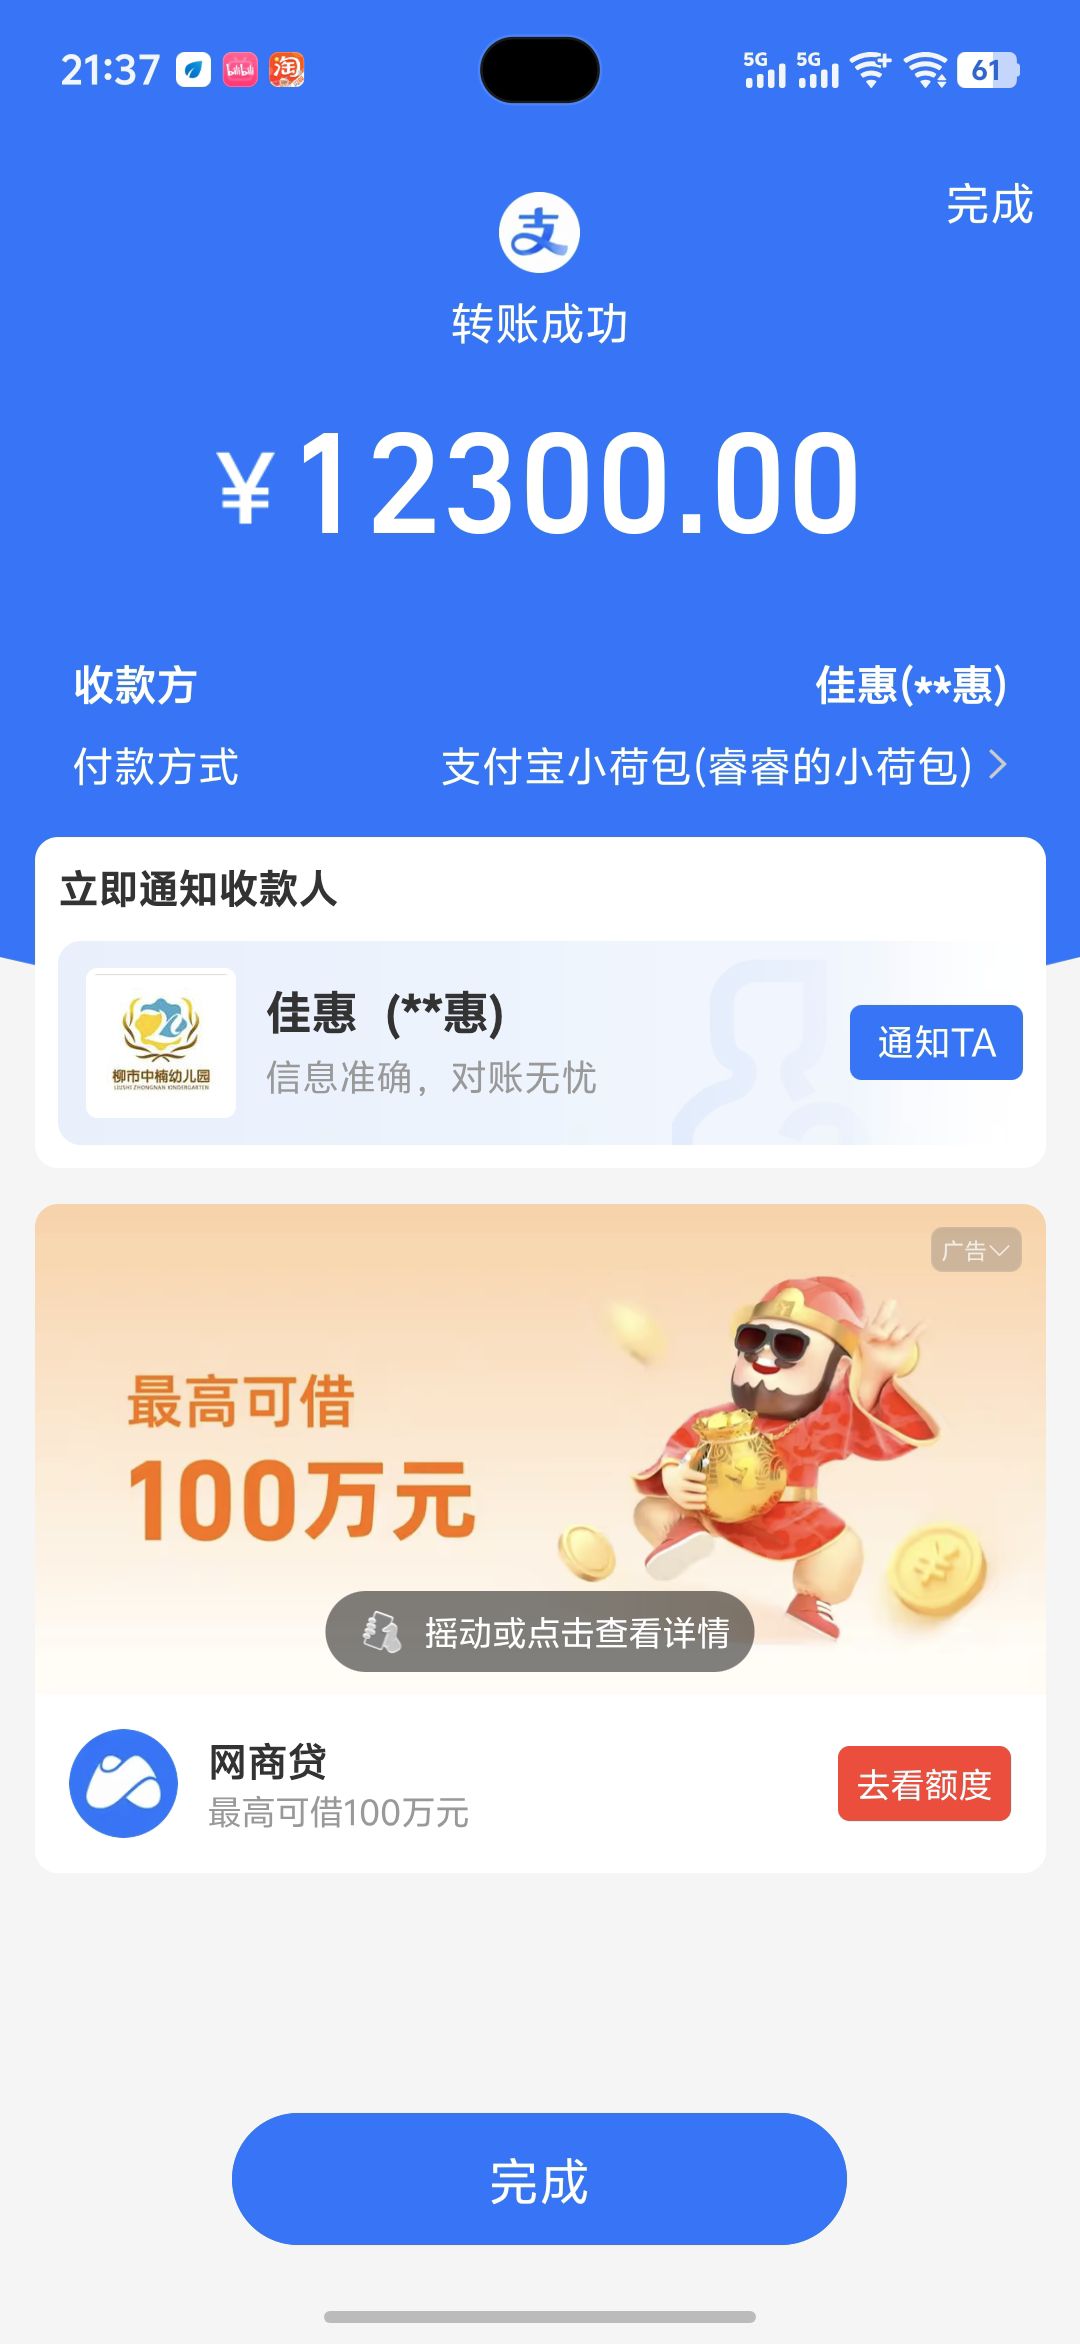 21:37
bilibili
淘
5G
5G
61
完成
支
转账成功
¥12300.00
收款方 佳惠(**惠)
付款方式 支付宝小荷包(睿睿的小荷包)
立即通知收款人
柳市中楠幼儿园
LIUSHI ZHONGNAN KINDERGARTEN
佳惠 (**惠)
信息准确，对账无忧
通知TA
广告
最高可借
100万元
摇动或点击查看详情
网商贷
最高可借100万元
去看额度
完成